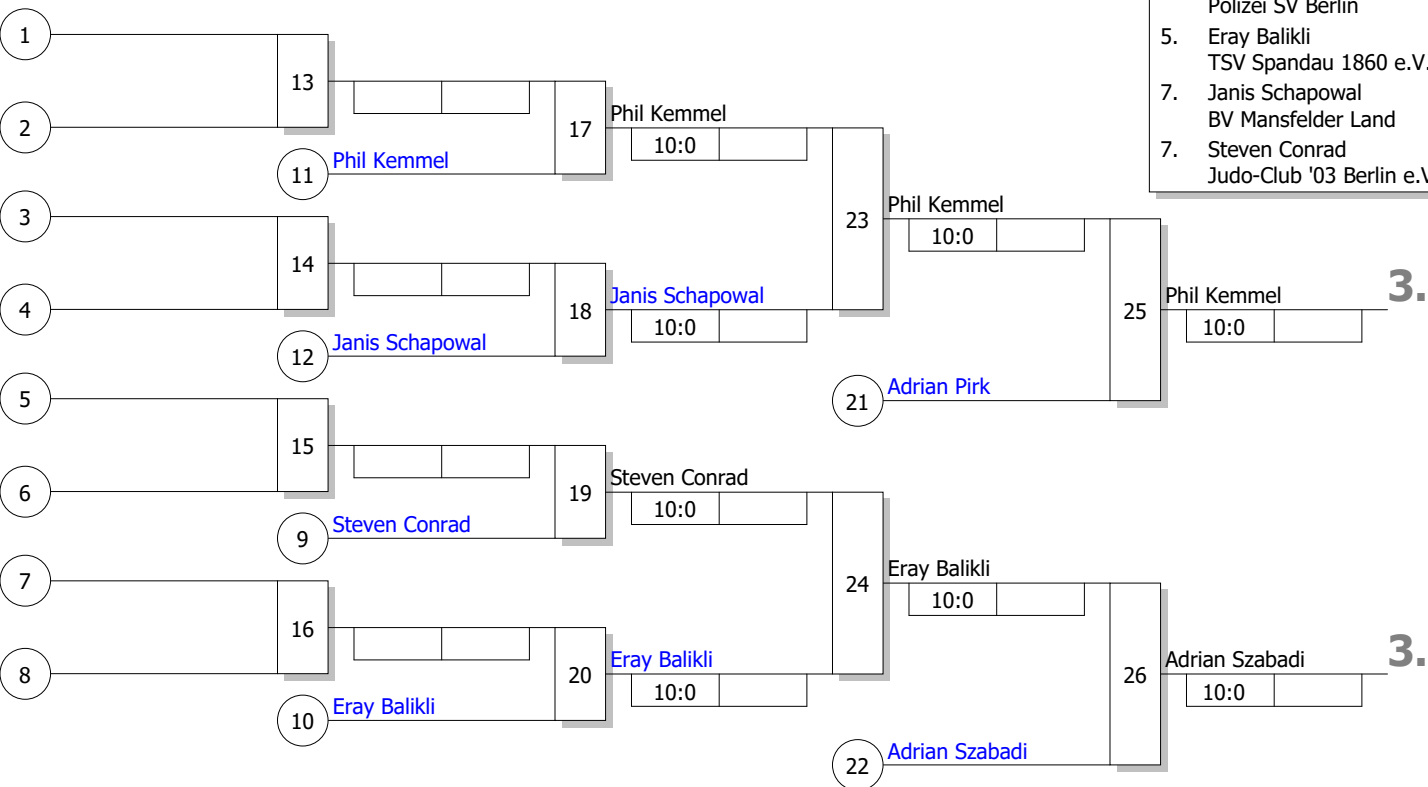 Polizei SV Berlin
5. Eray Balikli
TSV Spandau 1860 e.V.
7. Janis Schapowal
BV Mansfelder Land
7. Steven Conrad
Judo-Club '03 Berlin e.V
1
13
2
17
Phil Kemmel
10:0
11
Phil Kemmel
3
23
Phil Kemmel
10:0
14
4
18
Janis Schapowal
10:0
12
Janis Schapowal
25
Phil Kemmel
10:0
3.
5
21
Adrian Pirk
15
6
19
Steven Conrad
10:0
9
Steven Conrad
7
24
Eray Balikli
10:0
16
8
20
Eray Balikli
10:0
10
Eray Balikli
26
Adrian Szabadi
10:0
3.
22
Adrian Szabadi